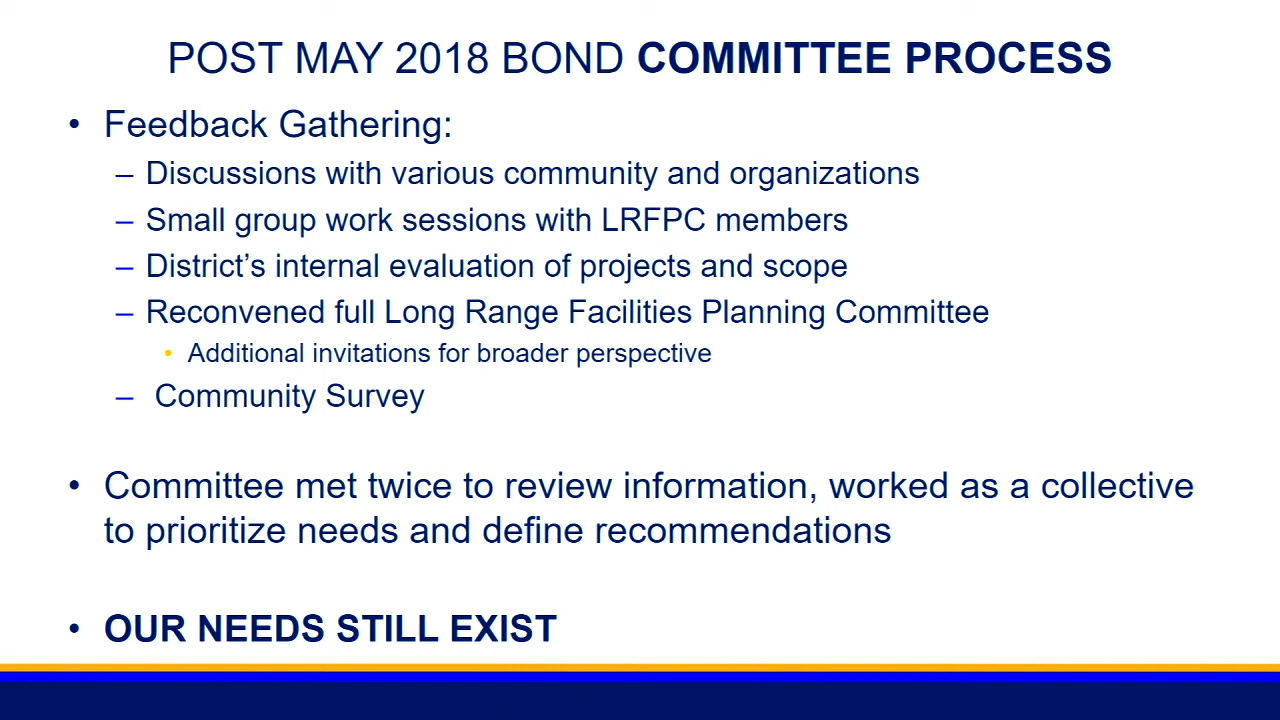 POST MAY 2018 BOND COMMITTEE PROCESS
• Feedback Gathering:
– Discussions with various community and organizations
– Small group work sessions with LRFPC members
– District’s internal evaluation of projects and scope
– Reconvened full Long Range Facilities Planning Committee
• Additional invitations for broader perspective
– Community Survey
• Committee met twice to review information, worked as a collective
to prioritize needs and define recommendations
• OUR NEEDS STILL EXIST